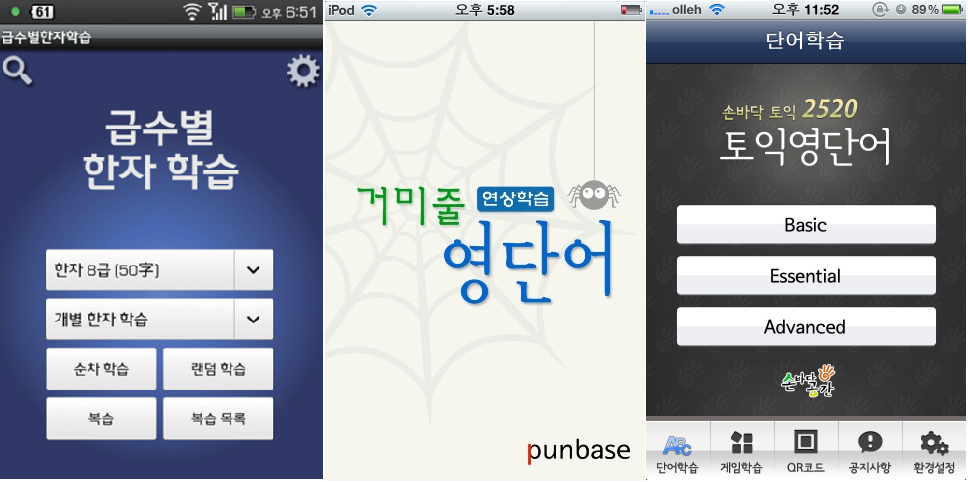 61 오후 6:51
급수별한자학습
급수별
한자 학습
한자 8급 (50字)
개별 한자 학습
순차 학습 랜덤 학습
복습 복습 목록
iPod 오후 5:58
거미줄 연상학습
영단어
punbase
olleh 오후 11:52 89%
단어학습
손바닥 토익 2520
토익영단어
Basic
Essential
Advanced
손바닥
공간
ABC
단어학습 게임학습 QR코드 공지사항 환경설정